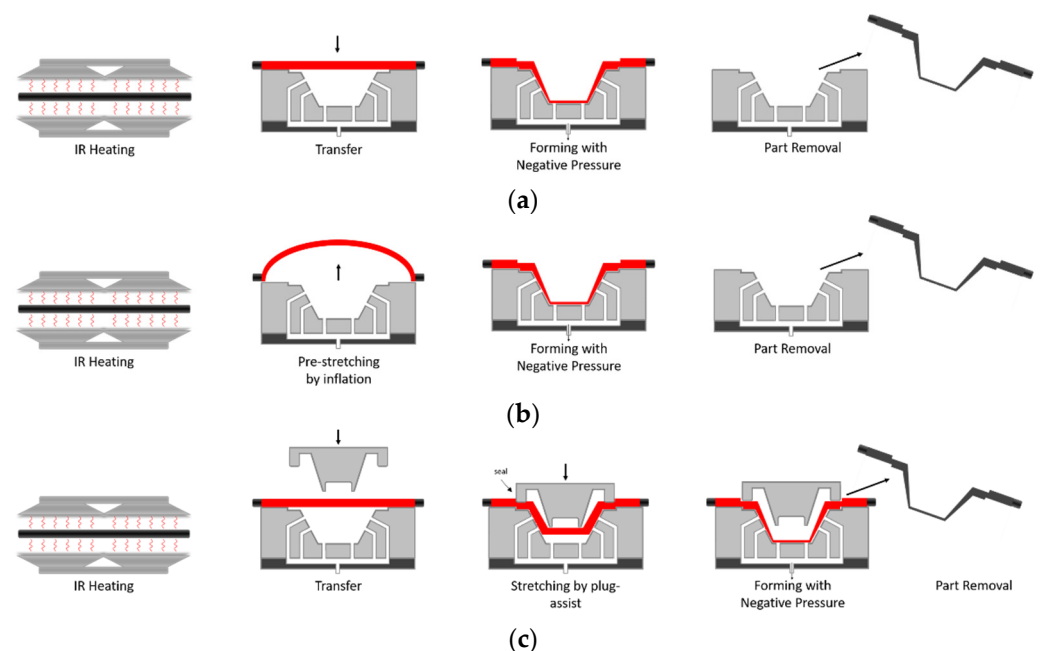 IR Heating
Transfer
Forming with
Negative Pressure
Part Removal
(a)
IR Heating
Pre-stretching
by inflation
Forming with
Negative Pressure
Part Removal
(b)
seal
IR Heating
Transfer
Stretching by plug-
assist
Forming with
Negative Pressure
Part Removal
(c)